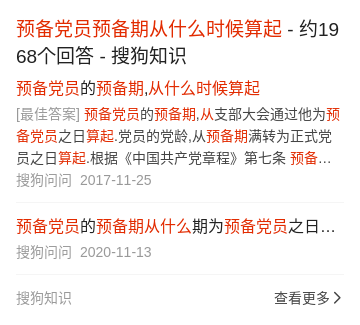 预备党员预备期从什么时候算起 - 约19
68个回答 - 搜狗知识
预备党员的预备期,从什么时候算起
[最佳答案] 预备党员的预备期,从支部大会通过他为预
备党员之日算起.党员的党龄,从预备期满转为正式党
员之日算起.根据《中国共产党章程》第七条 预备…
搜狗问问 2017-11-25
预备党员的预备期从什么期为预备党员之日…
搜狗问问 2020-11-13
搜狗知识
查看更多